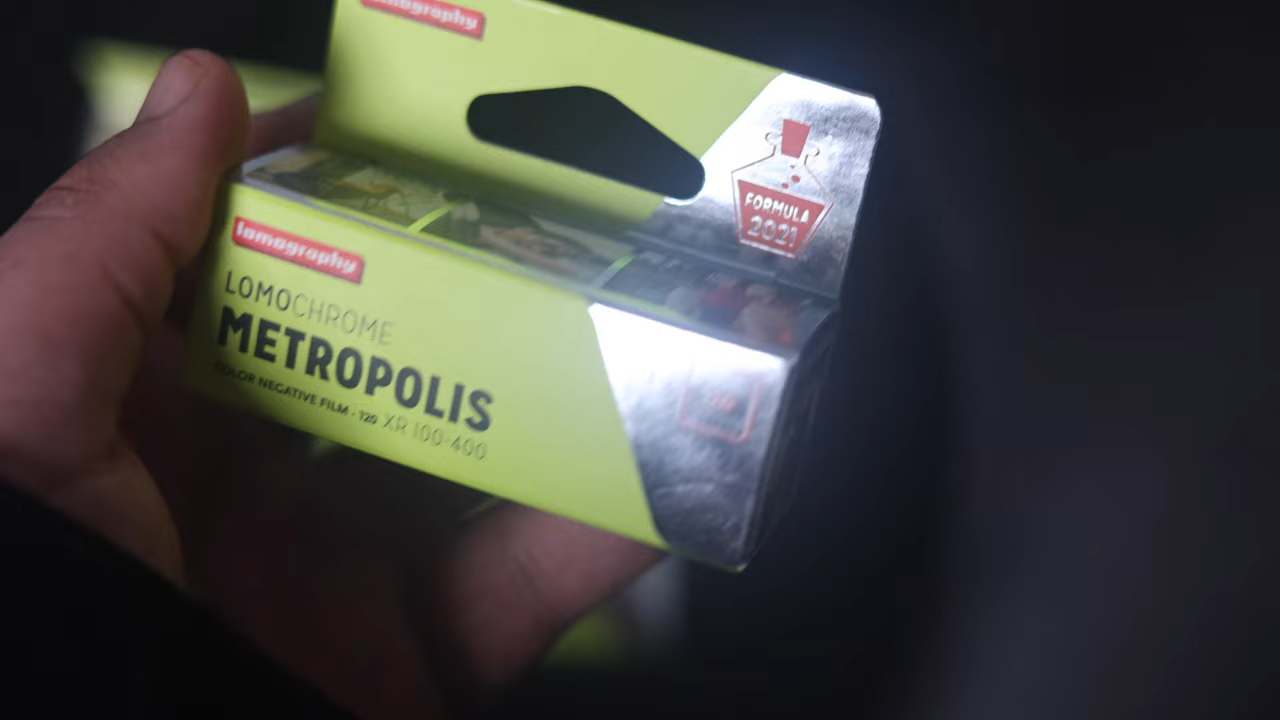 lomography
FORMULA
2021
lomography
LOMOCHROME
METROPOLIS
COLOR NEGATIVE FILM - 120 XR 100-400